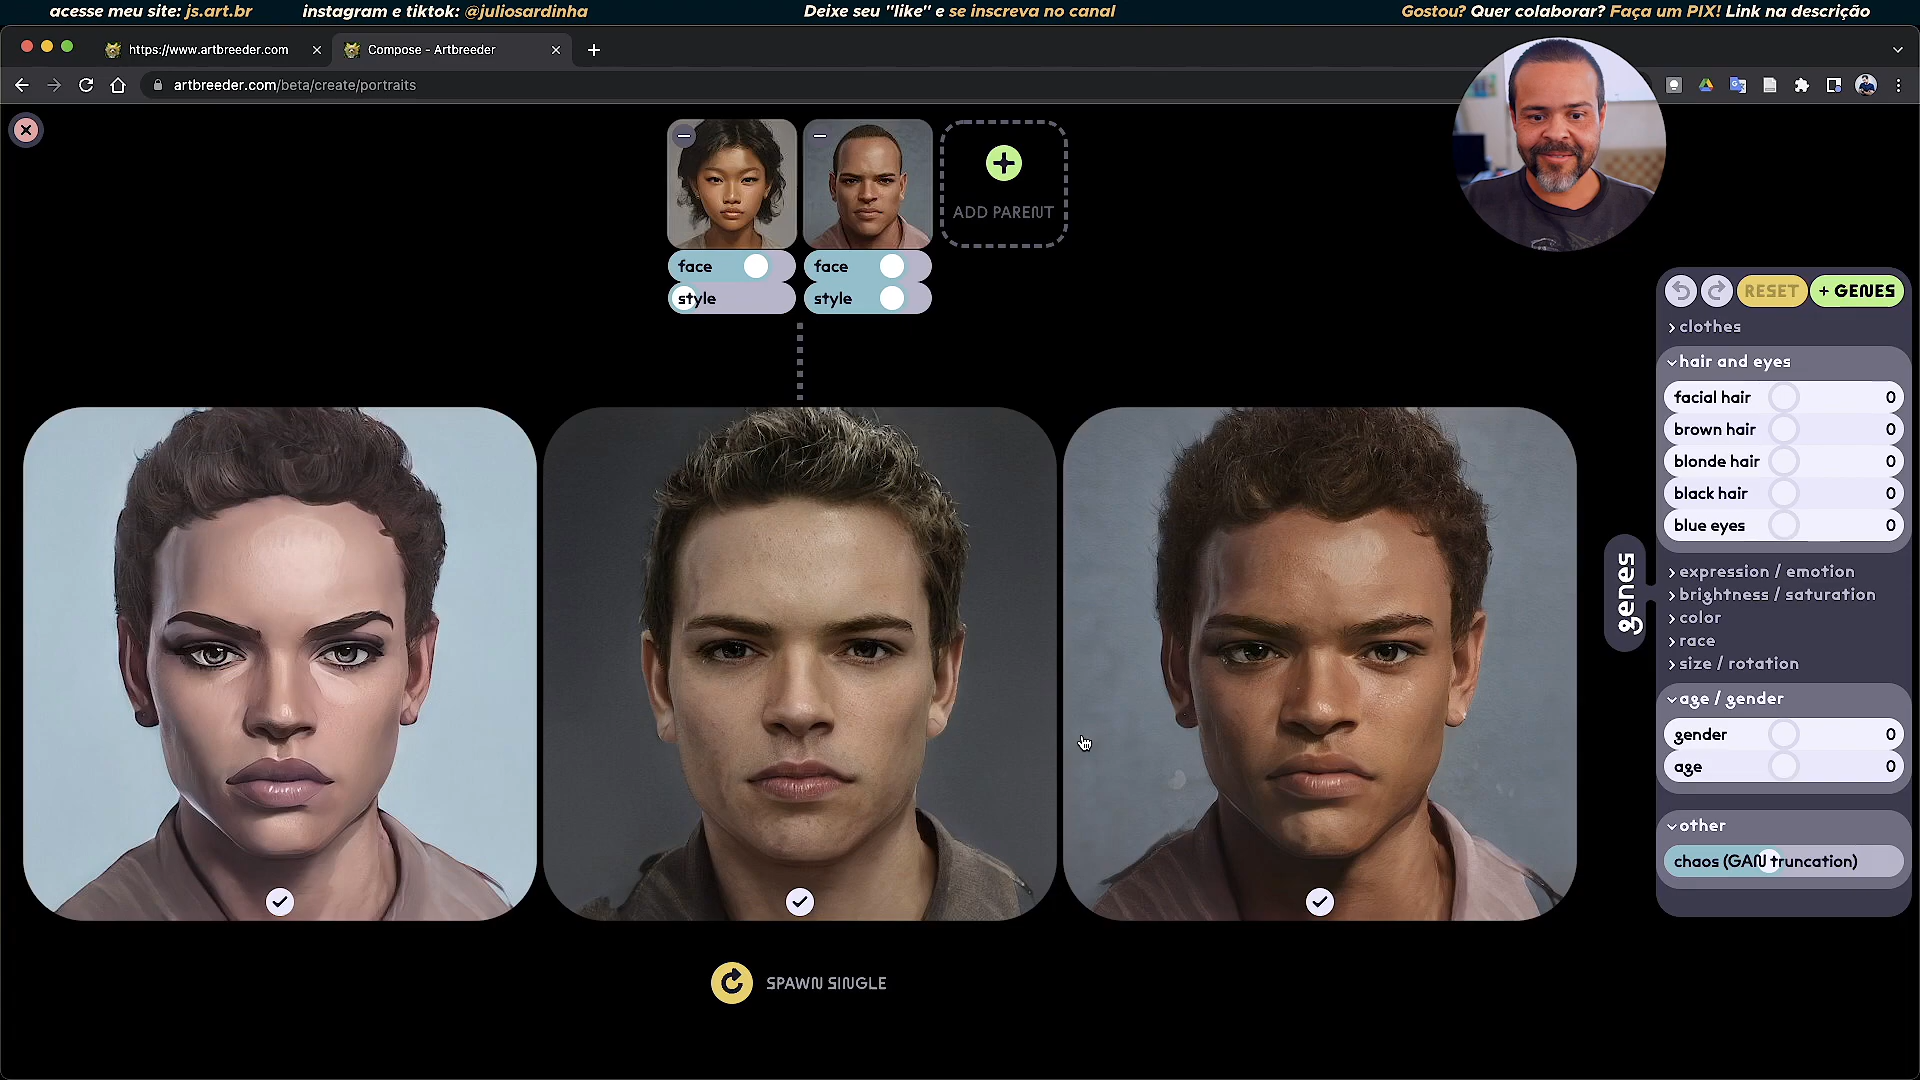 acesse meu site: js.art.br
instagram e tiktok: @juliosardinha
Deixe seu "like" e se inscreva no canal
Gostou? Quer colaborar? Faça um PIX! Link na descrição
https://www.artbreeder.com
Compose - Artbreeder
artbreeder.com/beta/create/portraits
ADD PARENT
face
face
style
style
RESET
+ GENES
clothes
hair and eyes
facial hair 0
brown hair 0
blonde hair 0
black hair 0
blue eyes 0
expression / emotion
brightness / saturation
color
race
size / rotation
genes
age / gender
gender 0
age 0
other
chaos (GAN truncation)
SPAWN SINGLE